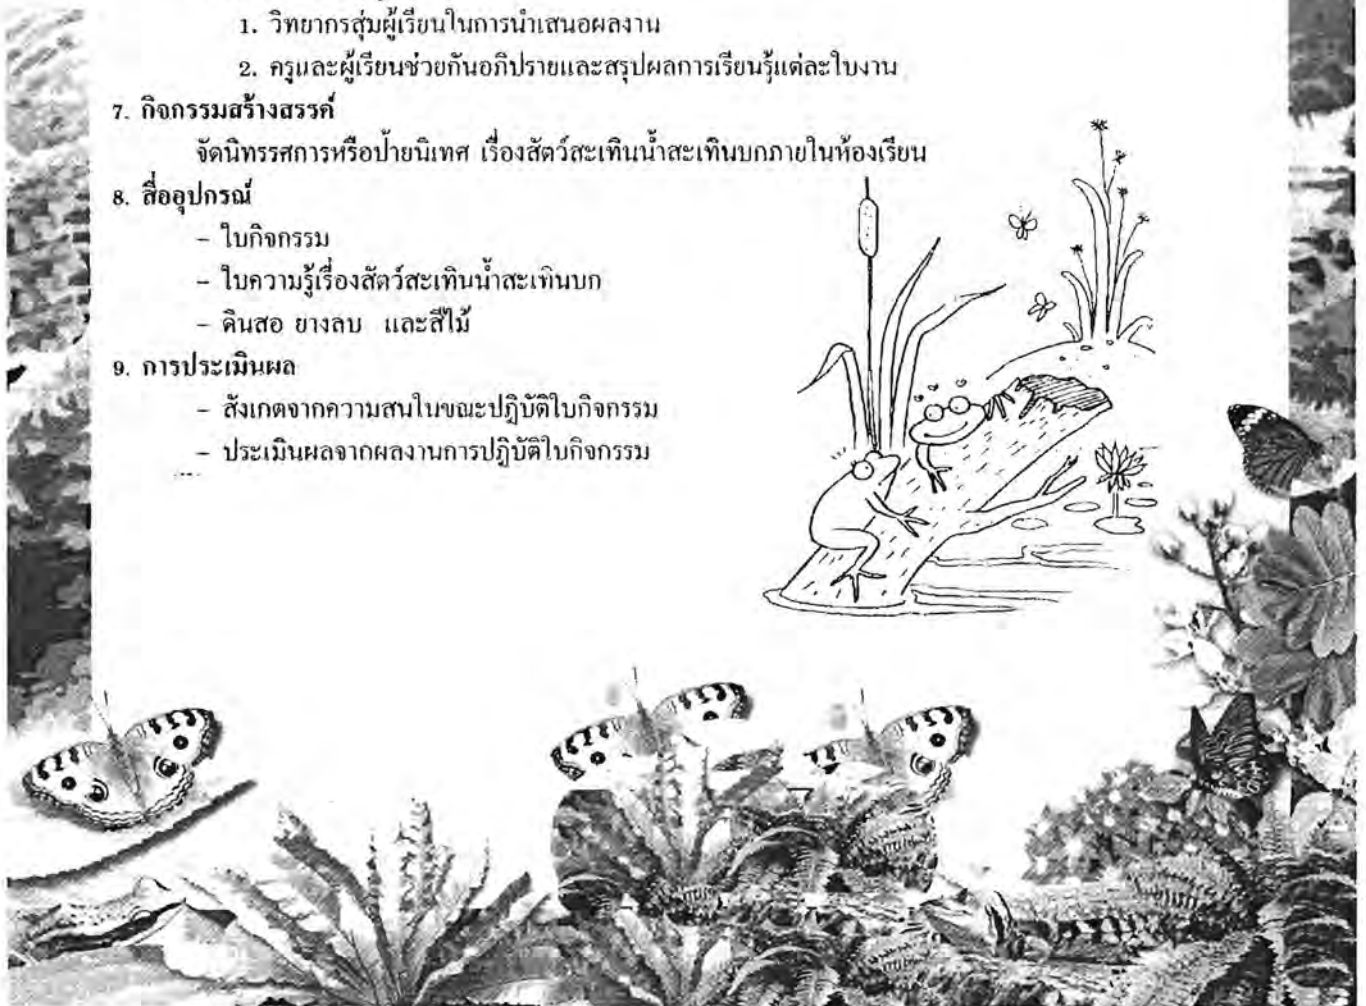 1. วิทยากรสุ่มผู้เรียนในการนำเสนอผลงาน
2. ครูและผู้เรียนช่วยกันอภิปรายและสรุปผลการเรียนรู้แต่ละใบงาน
7. กิจกรรมสร้างสรรค์
จัดนิทรรศการหรือป้ายนิเทศ เรื่องสัตว์สะเทินน้ำสะเทินบกภายในห้องเรียน
8. สื่ออุปกรณ์
- ใบกิจกรรม
- ใบความรู้เรื่องสัตว์สะเทินน้ำสะเทินบก
- ดินสอ ยางลบ และสีไม้
9. การประเมินผล
- สังเกตจากความสนในขณะปฏิบัติใบกิจกรรม
- ประเมินผลจากผลงานการปฏิบัติใบกิจกรรม